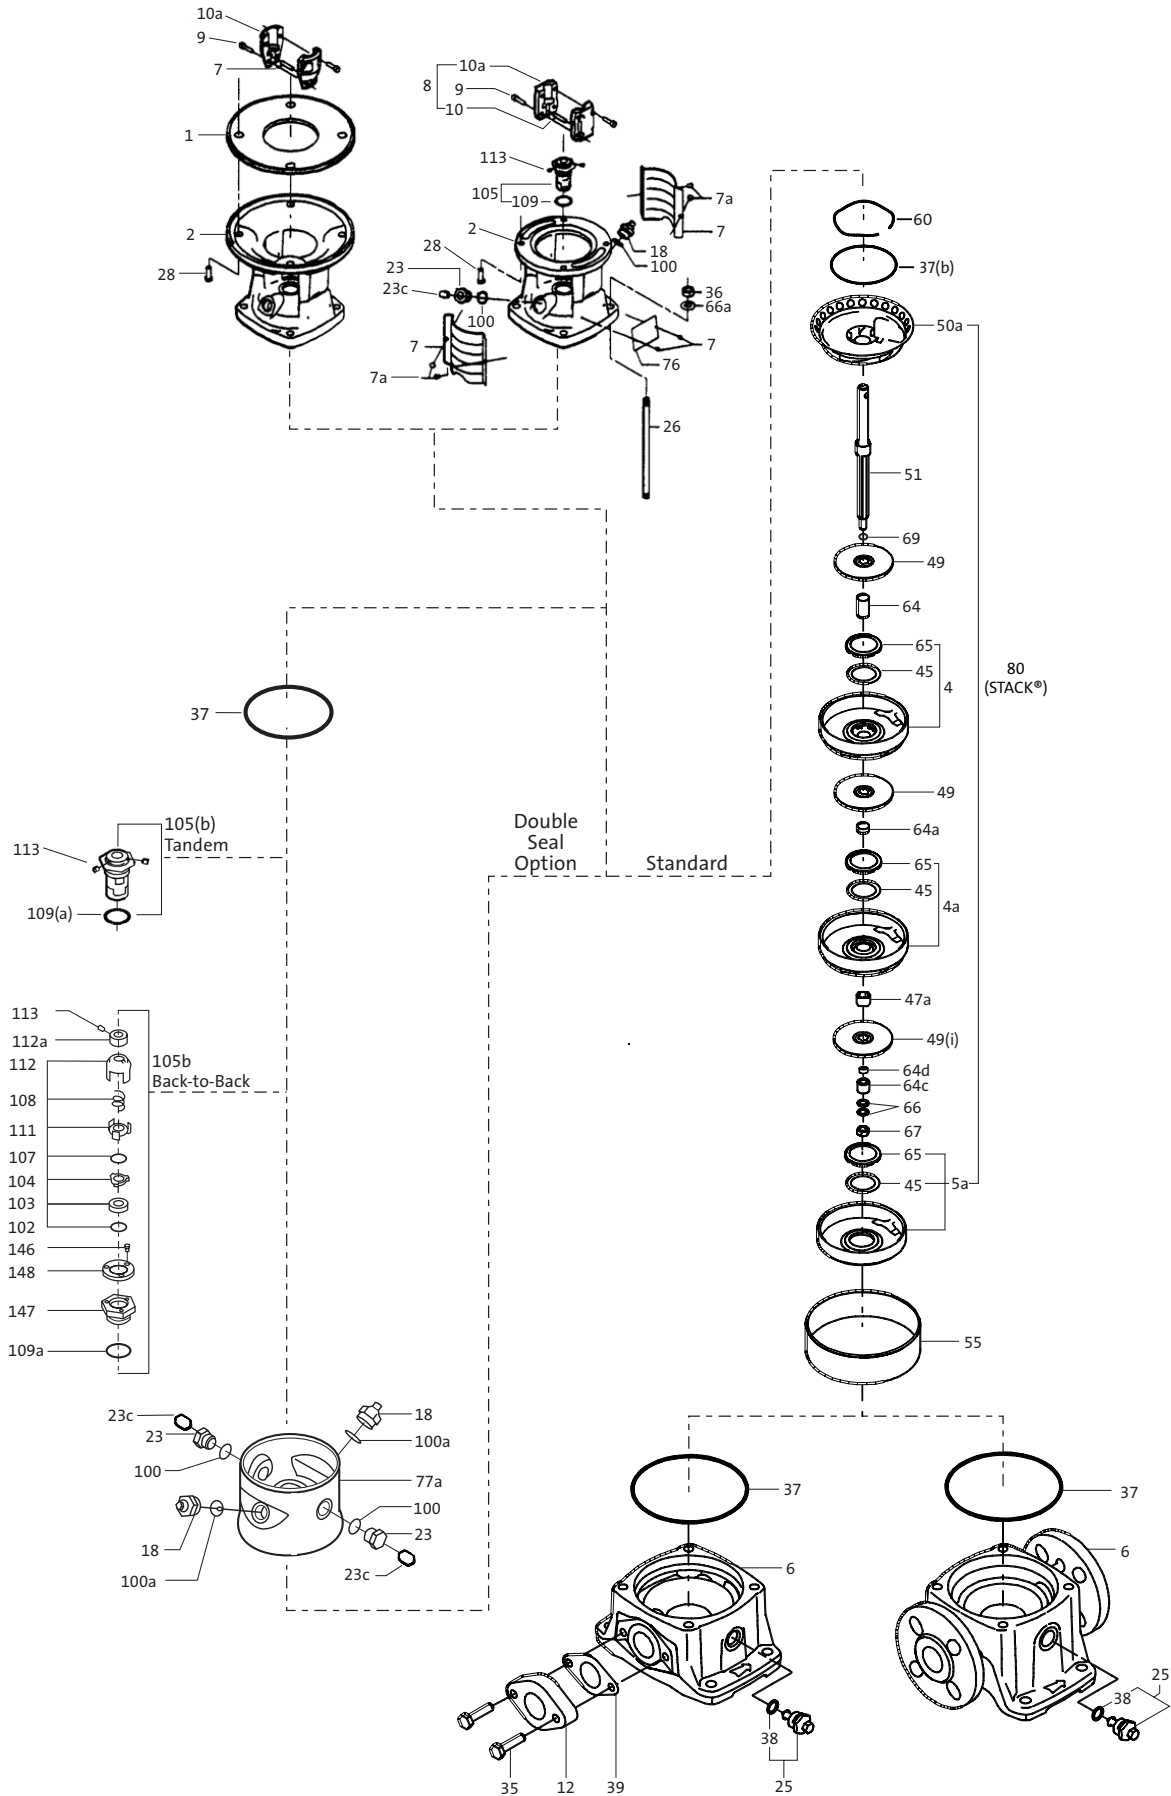 10a
9
7
1
2
28
10a
8
9
10
113
105
109
2
7a
7
18
100
28
23
23c
100
36
66a
7
76
7
7a
26
60
37(b)
50a
51
69
49
64
65
45
4
80
(STACK®)
49
64a
65
45
4a
47a
49(i)
64d
64c
66
67
65
45
5a
55
37
Double
Seal
Option
Standard
105(b)
Tandem
113
109(a)
113
112a
112
108
111
107
104
103
102
146
148
147
109a
105b
Back-to-Back
23c
23
100
18
100a
77a
100
23
18
100a
23c
37
6
38
25
35
12
39
37
6
25
38